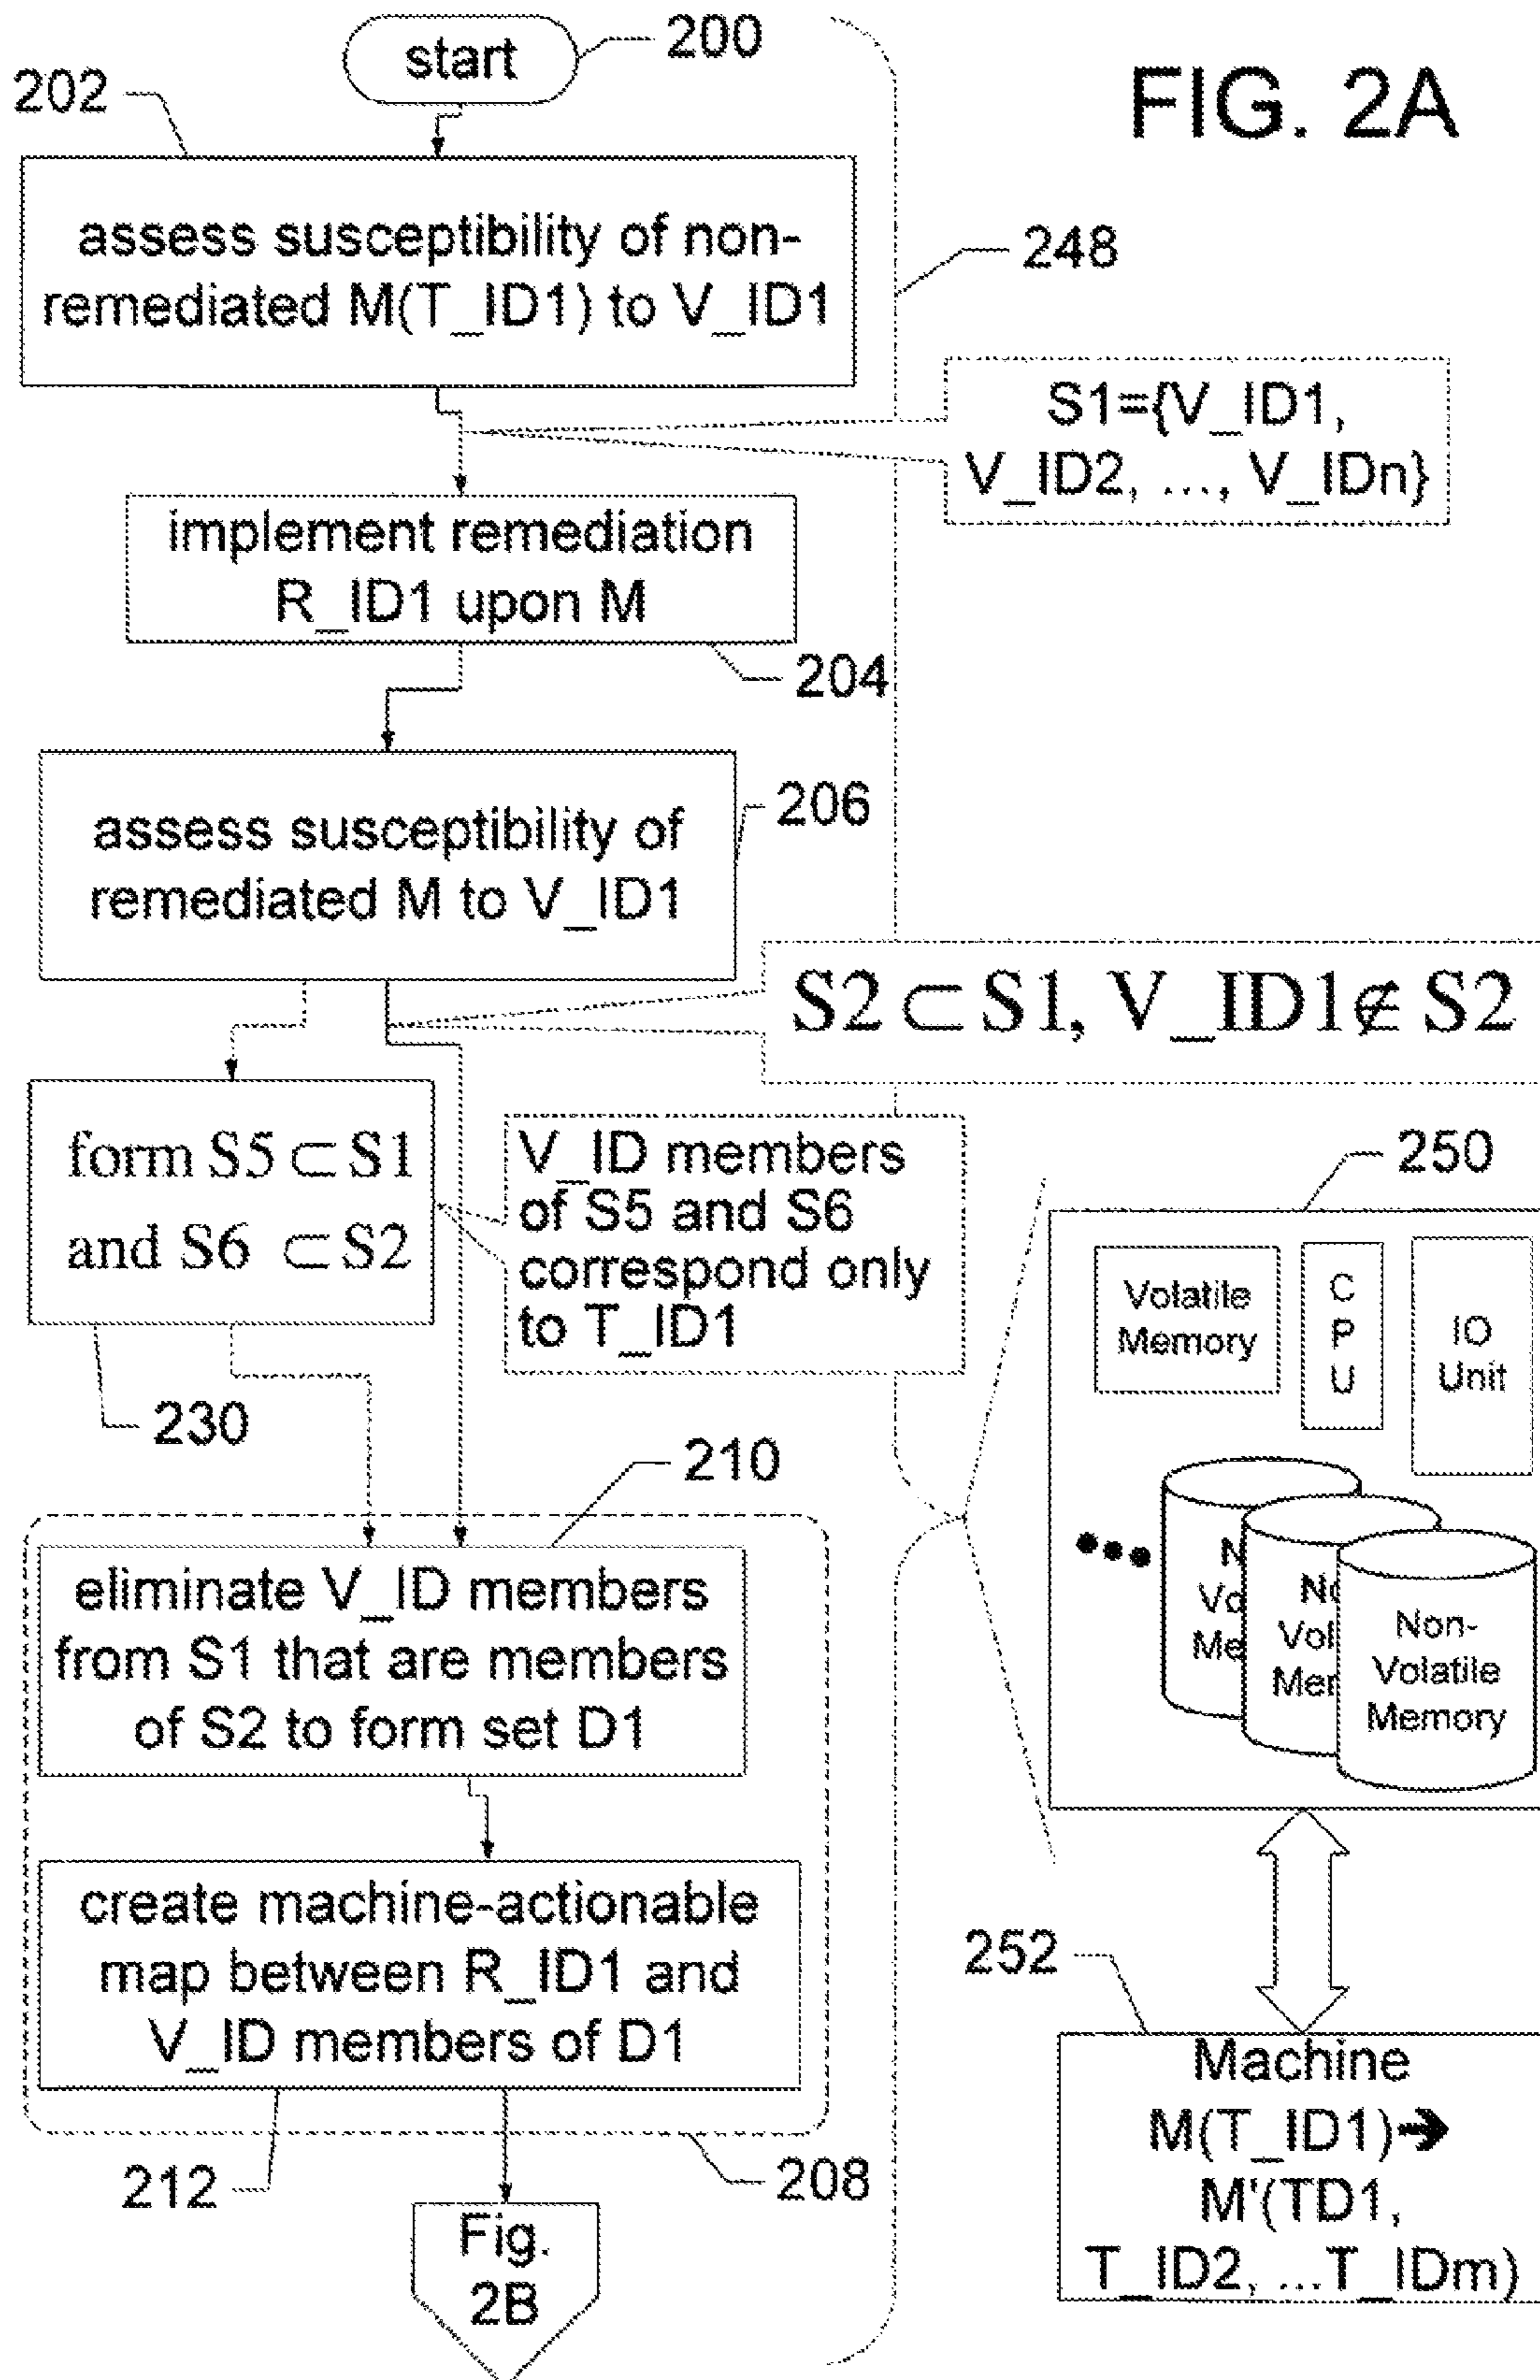 FIG. 2A
start
200
202
assess susceptibility of non-
remediated M(T_ID1) to V_ID1
248
S1={V_ID1,
V_ID2, ..., V_IDn}
implement remediation
R_ID1 upon M
204
assess susceptibility of
remediated M to V_ID1
206
S2 ⊂ S1, V_ID1∉ S2
form S5 ⊂ S1
and S6 ⊂ S2
230
V_ID members
of S5 and S6
correspond only
to T_ID1
210
eliminate V_ID members
from S1 that are members
of S2 to form set D1
create machine-actionable
map between R_ID1 and
V_ID members of D1
212
208
Fig.
2B
250
Volatile
Memory
C
P
U
IO
Unit
N
Vo
Me
No
Vol
Mem
Non-
Volatile
Memory
252
Machine
M(T_ID1)➔
M'(TD1,
T_ID2, ...T_IDm)